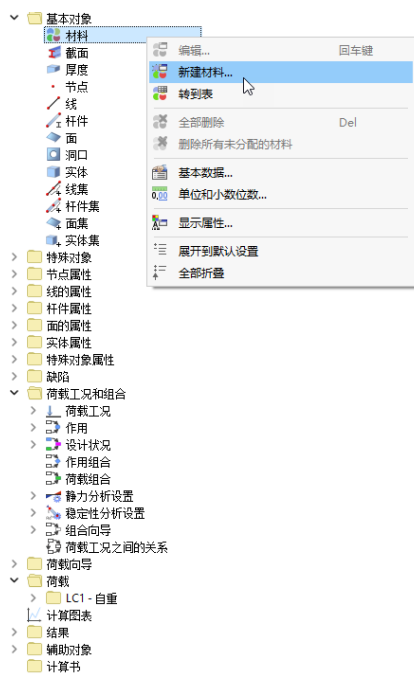 基本对象
材料
截面
厚度
节点
线
杆件
面
洞口
实体
线集
杆件集
面集
实体集
特殊对象
节点属性
线的属性
杆件属性
面的属性
实体属性
特殊对象属性
缺陷
荷载工况和组合
荷载工况
作用
设计状况
作用组合
荷载组合
静力分析设置
稳定性分析设置
组合向导
荷载工况之间的关系
荷载向导
荷载
LC1 - 自重
计算图表
结果
辅助对象
计算书
编辑... 回车键
新建材料...
转到表
全部删除 Del
删除所有未分配的材料
基本数据...
0,00 单位和小数位数...
显示属性...
展开到默认设置
全部折叠